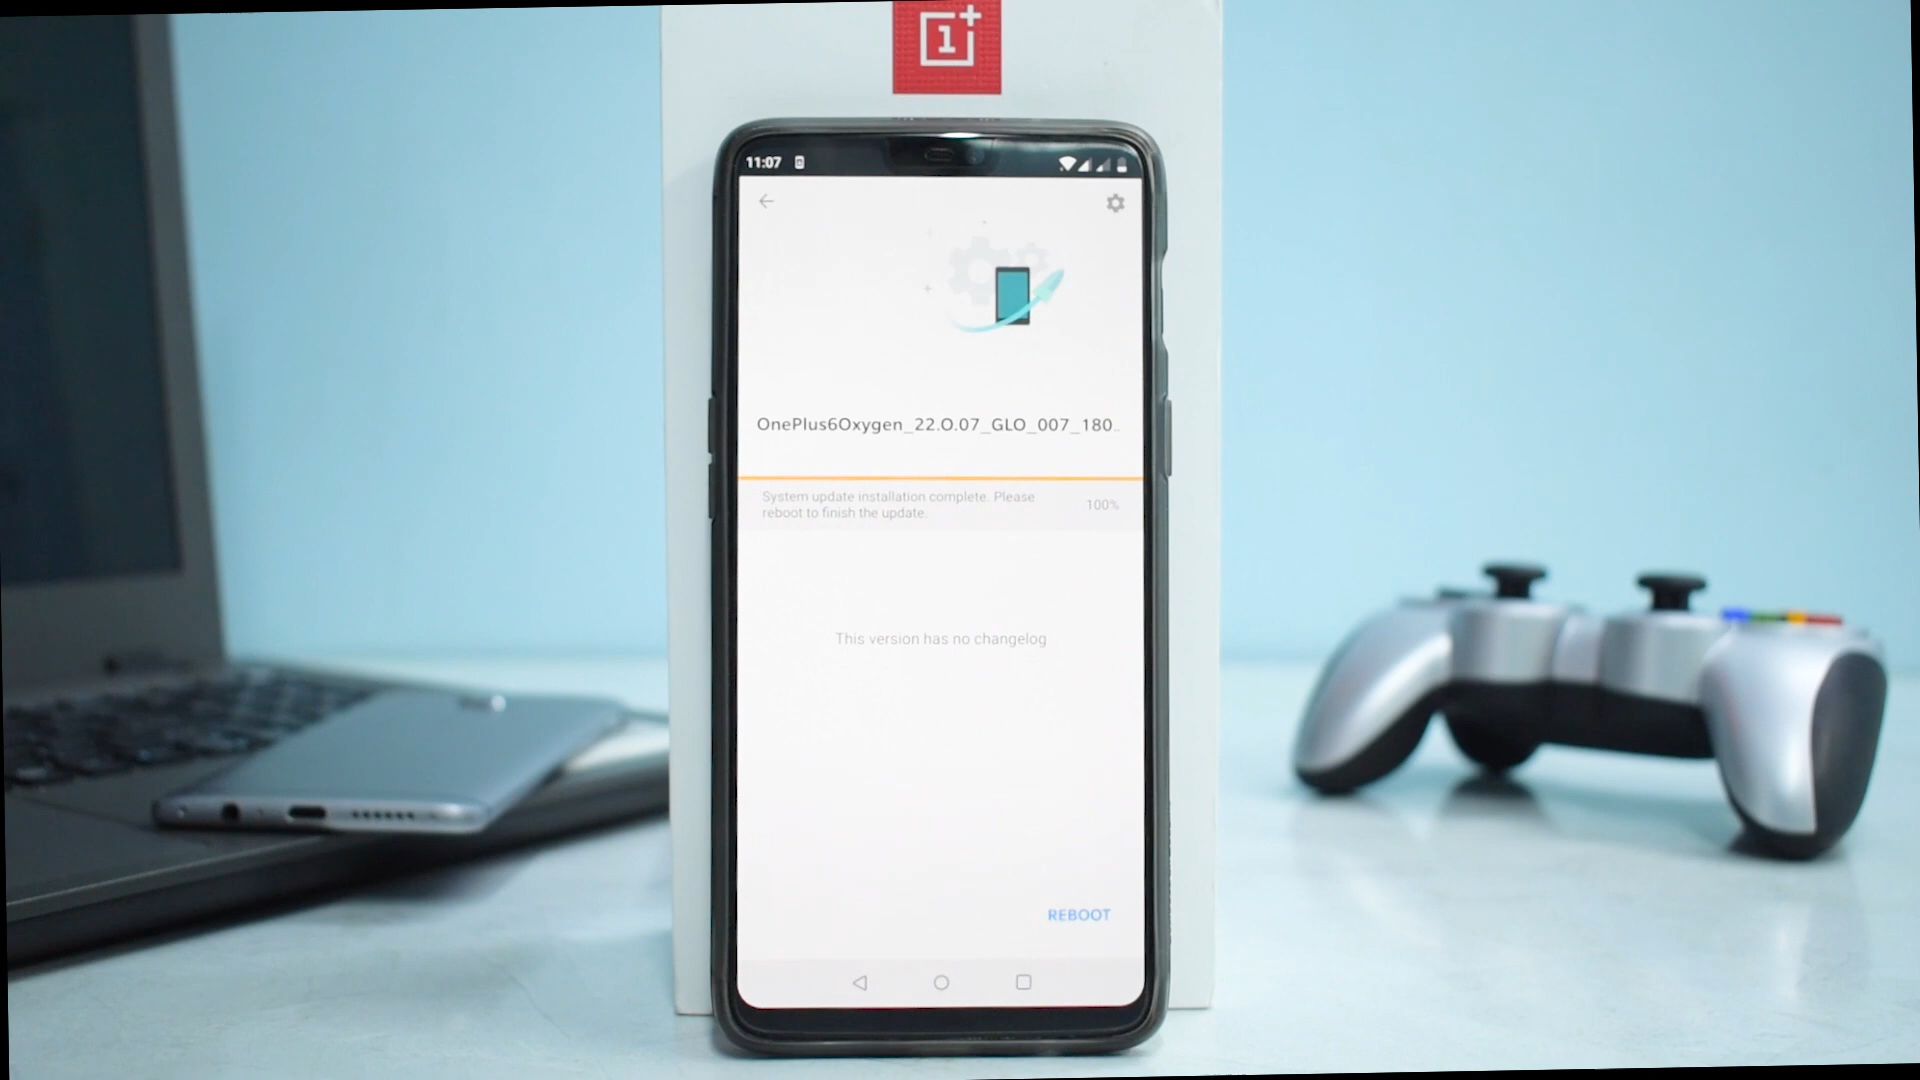 1+
11:07
OnePlus6Oxygen_22.O.07_GLO_007_180..
System update installation complete. Please
reboot to finish the update.
100%
This version has no changelog
REBOOT